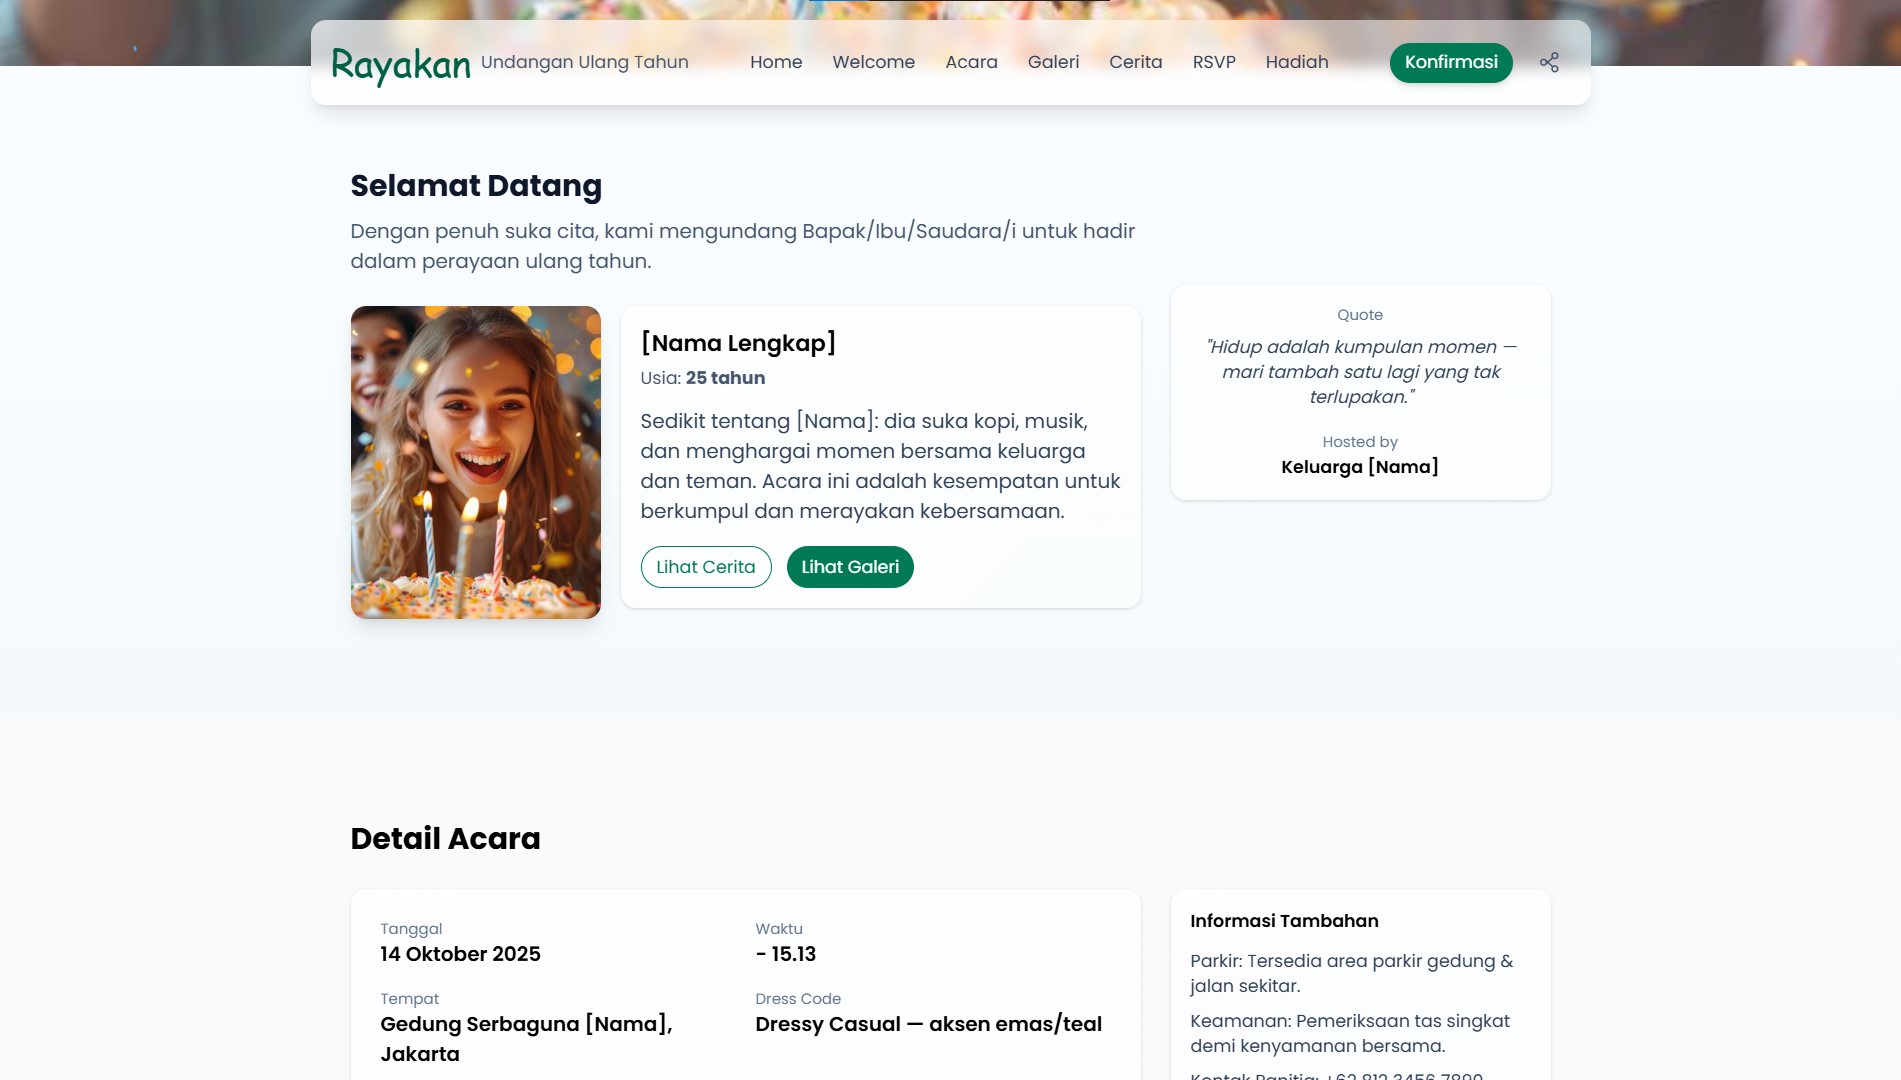 Rayakan Undangan Ulang Tahun Home Welcome Acara Galeri Cerita RSVP Hadiah Konfirmasi
Selamat Datang
Dengan penuh suka cita, kami mengundang Bapak/Ibu/Saudara/i untuk hadir
dalam perayaan ulang tahun.
[Nama Lengkap]
Usia: 25 tahun
Sedikit tentang [Nama]: dia suka kopi, musik,
dan menghargai momen bersama keluarga
dan teman. Acara ini adalah kesempatan untuk
berkumpul dan merayakan kebersamaan.
Lihat Cerita Lihat Galeri
Quote
"Hidup adalah kumpulan momen —
mari tambah satu lagi yang tak
terlupakan."
Hosted by
Keluarga [Nama]
Detail Acara
Tanggal
14 Oktober 2025
Waktu
- 15.13
Tempat
Gedung Serbaguna [Nama],
Jakarta
Dress Code
Dressy Casual — aksen emas/teal
Informasi Tambahan
Parkir: Tersedia area parkir gedung &
jalan sekitar.
Keamanan: Pemeriksaan tas singkat
demi kenyamanan bersama.
Kontak Panitia: +62 812 3456 7890